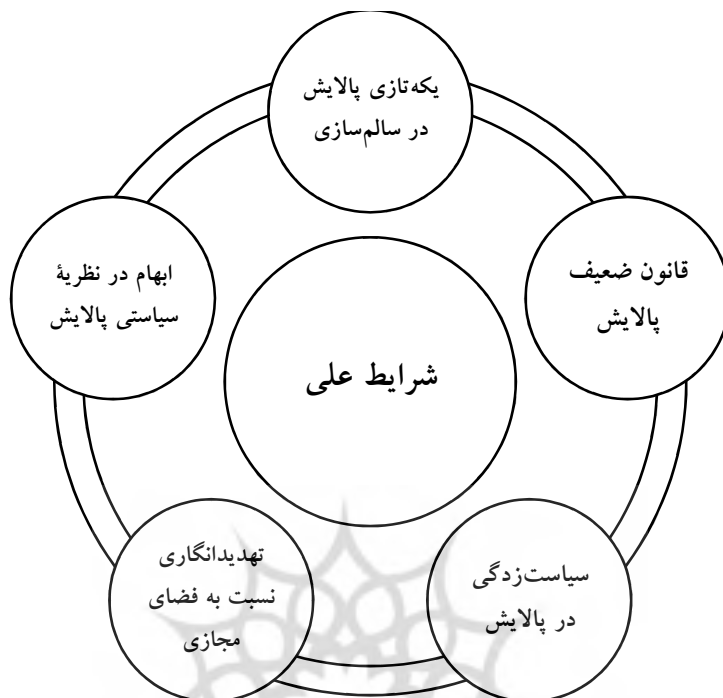 یکه‌تازی پالایش
در سالم‌سازی
قانون ضعیف
پالایش
ابهام در نظریۀ
سیاستی پالایش
شرایط علی
تهدیدانگاری
نسبت به فضای
مجازی
سیاست‌زدگی
در پالایش